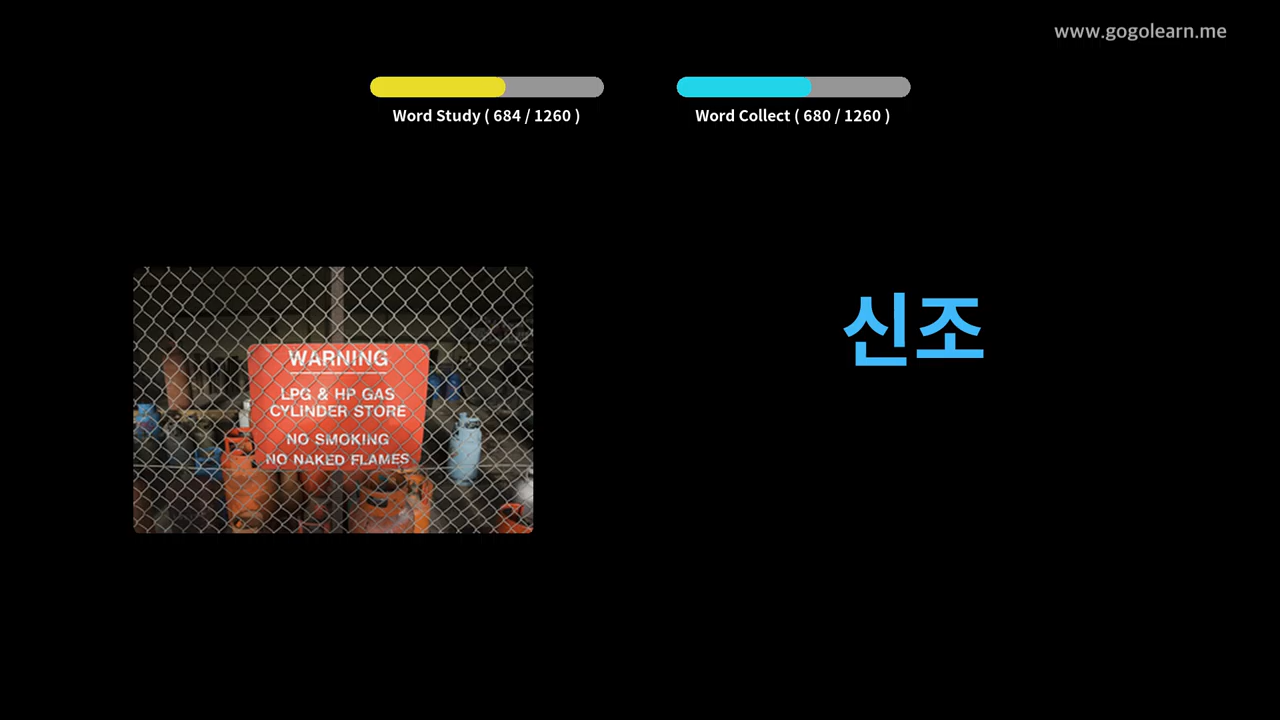 www.gogolearn.me
Word Study ( 684 / 1260 )
Word Collect ( 680 / 1260 )
WARNING
LPG & HP GAS
CYLINDER STORE
NO SMOKING
NO NAKED FLAMES
신조